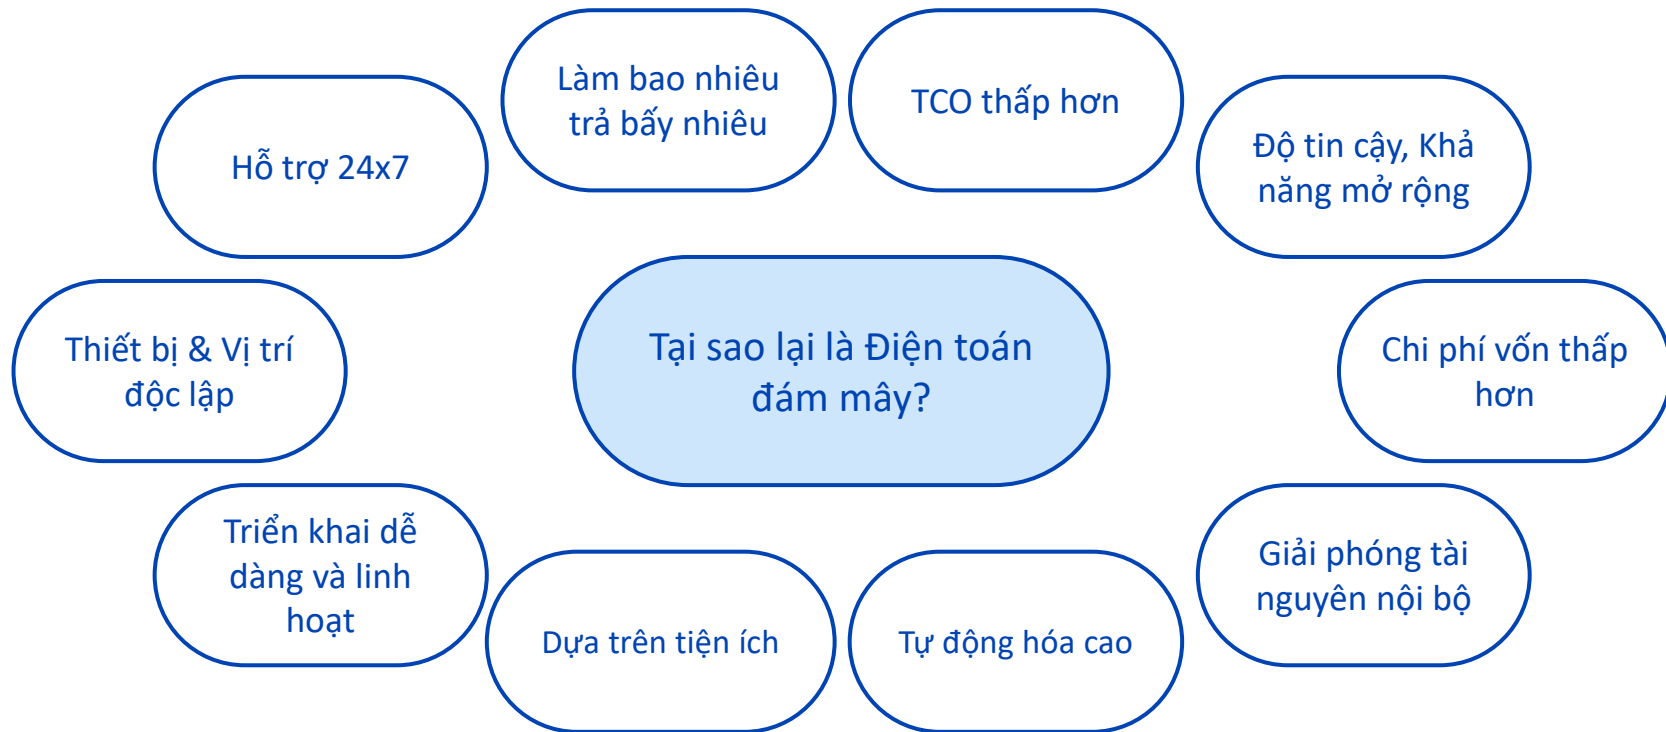 Làm bao nhiêu
trả bấy nhiêu
TCO thấp hơn
Hỗ trợ 24x7
Độ tin cậy, Khả
năng mở rộng
Thiết bị & Vị trí
độc lập
Tại sao lại là Điện toán
đám mây?
Chi phí vốn thấp
hơn
Triển khai dễ
dàng và linh
hoạt
Dựa trên tiện ích
Tự động hóa cao
Giải phóng tài
nguyên nội bộ